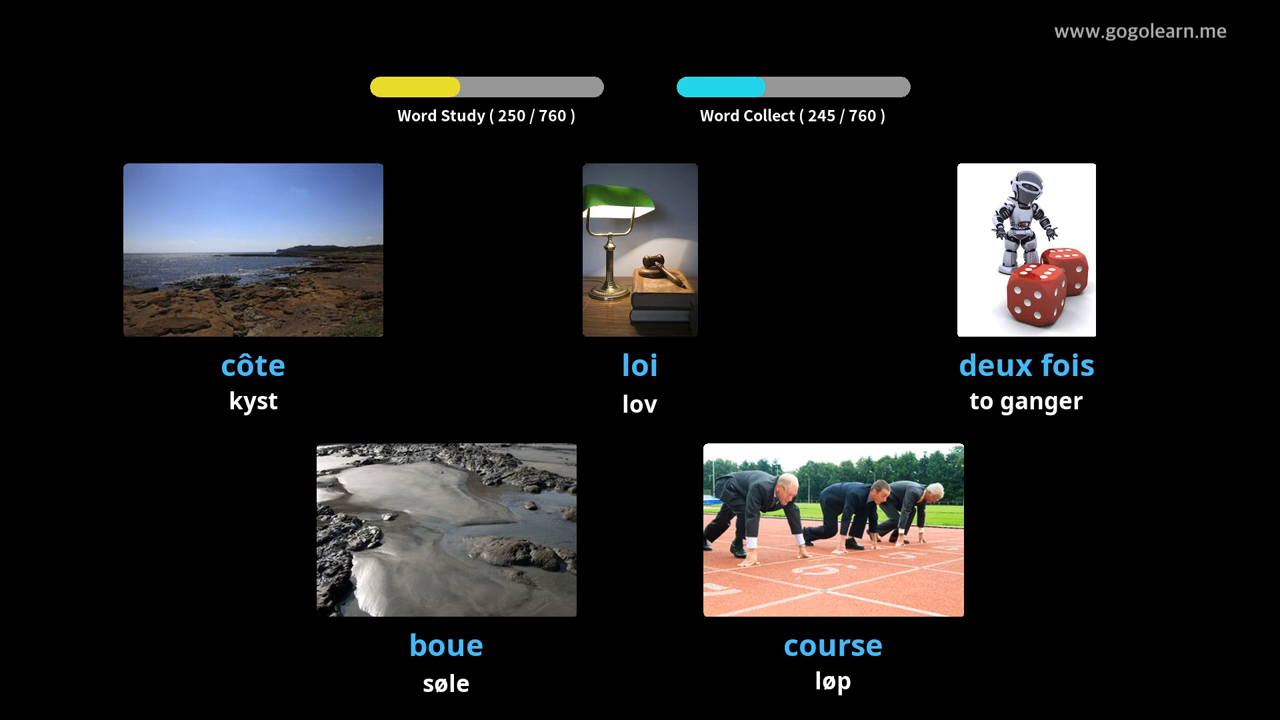 www.gogolearn.me
Word Study ( 250 / 760 )
Word Collect ( 245 / 760 )
côte
loi
deux fois
kyst
lov
to ganger
boue
course
søle
løp